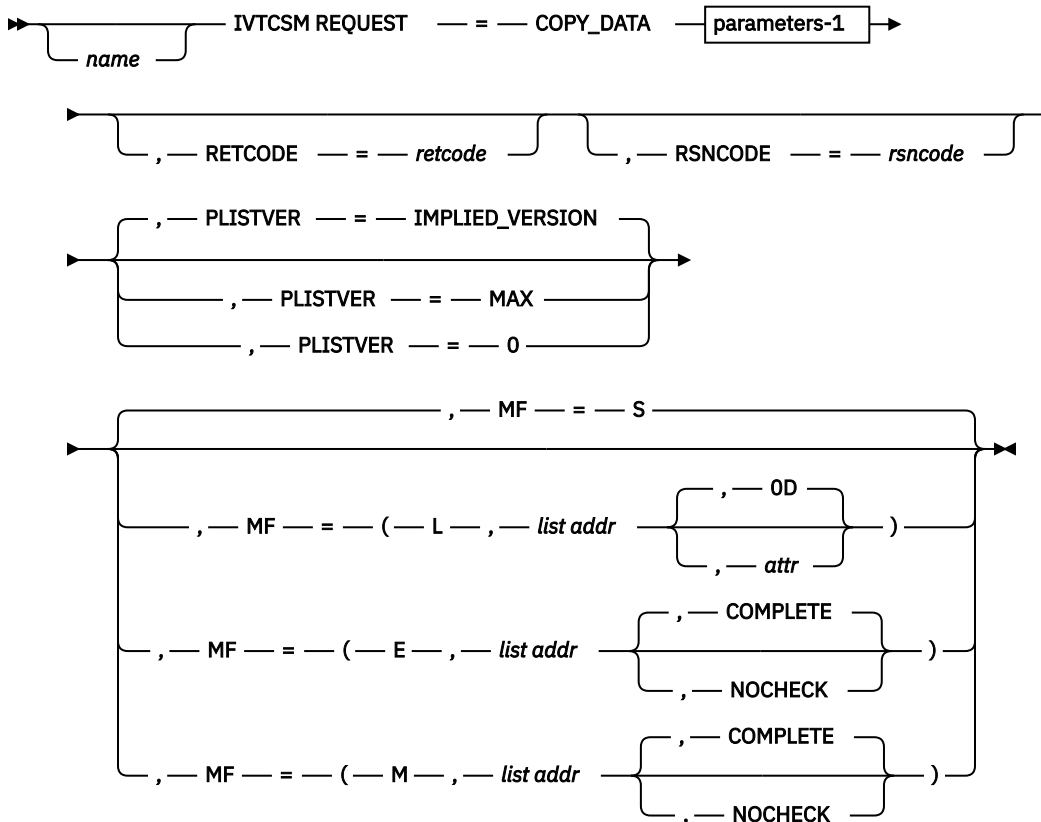 IVTCSM REQUEST = COPY_DATA parameters-1
name
, RETCODE = retcode , RSNCODE = rsncode
, PLISTVER = IMPLIED_VERSION
, PLISTVER = MAX
, PLISTVER = 0
, MF = S
, 0D
, MF = ( L , list addr )
, attr
, COMPLETE
, MF = ( E , list addr )
, NOCHECK
, COMPLETE
, MF = ( M , list addr )
, NOCHECK